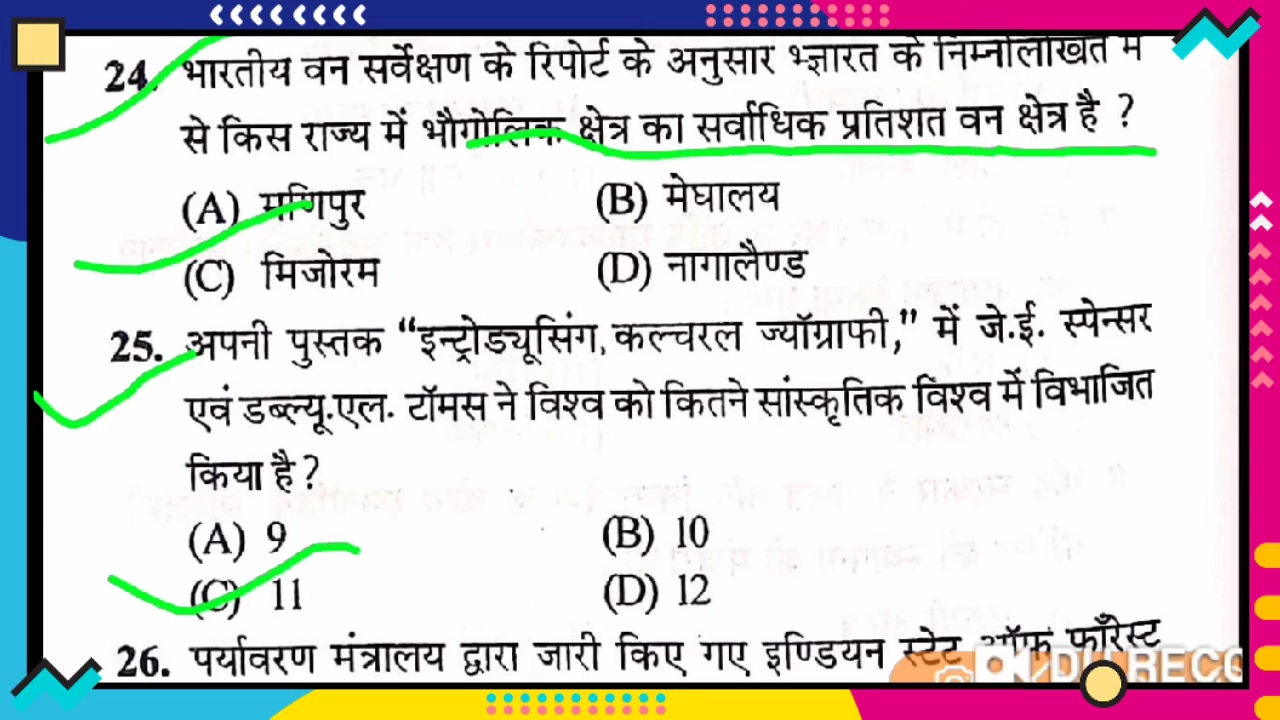 24. भारतीय वन सर्वेक्षण के रिपोर्ट के अनुसार भ्ज्ञारत के निम्नलिखित में
से किस राज्य में भौगोलिक क्षेत्र का सर्वाधिक प्रतिशत वन क्षेत्र है ?
(A) मणिपुर (B) मेघालय
(C) मिजोरम (D) नागालैण्ड
25. अपनी पुस्तक “इन्ट्रोड्यूसिंग, कल्चरल ज्यॉग्राफी,” में जे.ई. स्पेन्सर
एवं डब्ल्यू.एल. टॉमस ने विश्व को कितने सांस्कृतिक विश्व में विभाजित
किया है ?
(A) 9 (B) 10
(C) 11 (D) 12
26. पर्यावरण मंत्रालय द्वारा जारी किए गए इण्डियन स्टेट ऑफ फॉरेस्ट